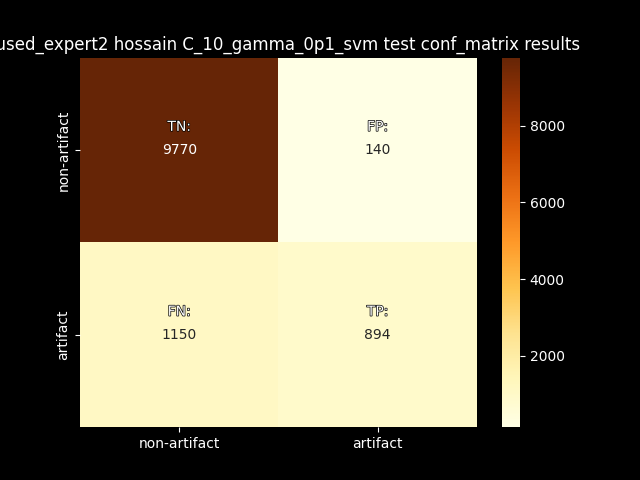 used_expert2 hossain C_10_gamma_0p1_svm test conf_matrix results
non-artifact
TN:
9770
FP:
140
8000
6000
4000
2000
artifact
FN:
1150
TP:
894
non-artifact
artifact